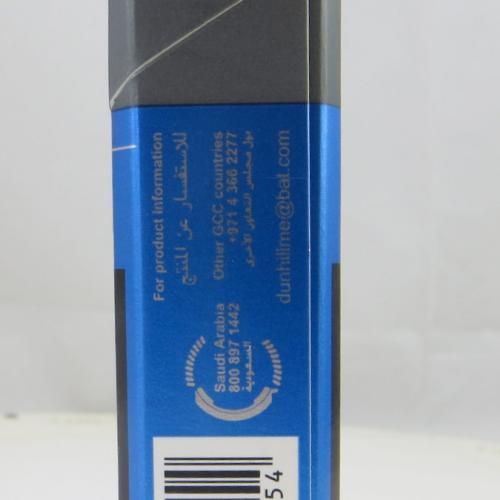 For product information
للاستفسار عن المنتج
Saudi Arabia
800 897 1442
السعودية
Other GCC countries
+971 4 366 2277
دول مجلس التعاون الأخرى
dunhillme@bat.com
54